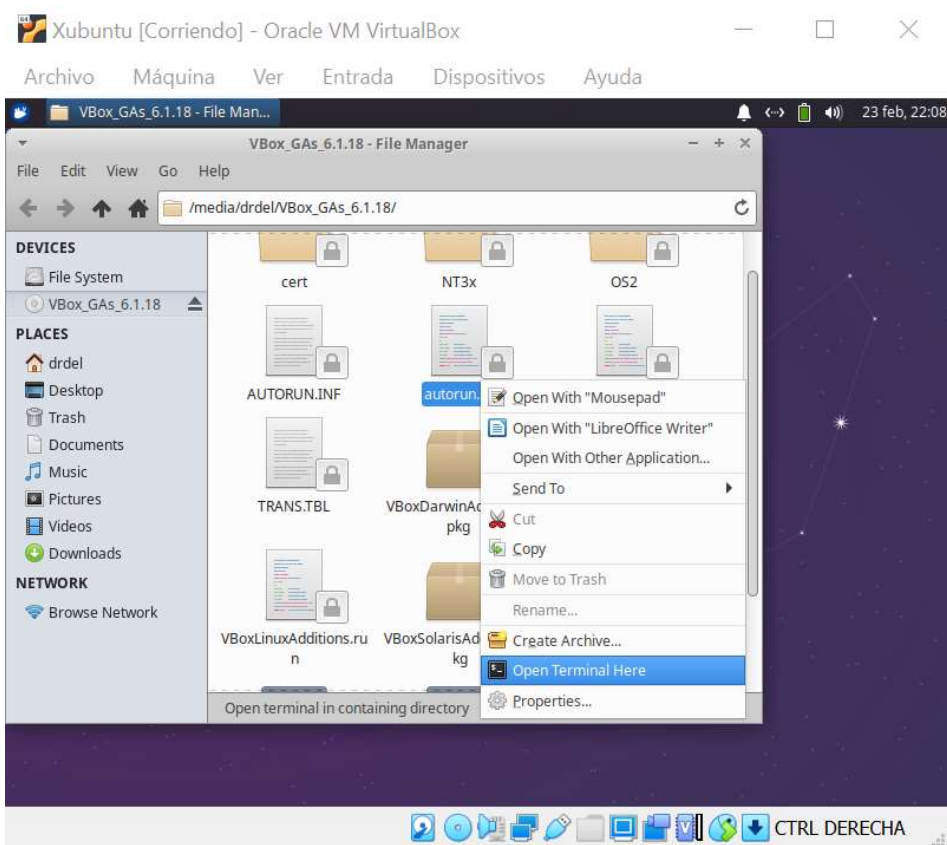 Xubuntu [Corriendo] - Oracle VM VirtualBox
Archivo Máquina Ver Entrada Dispositivos Ayuda
VBox_GAs_6.1.18 - File Man... 23 feb, 22:08
VBox_GAs_6.1.18 - File Manager
File Edit View Go Help
/media/drdel/VBox_GAs_6.1.18/
DEVICES
File System
VBox_GAs_6.1.18
PLACES
drdel
Desktop
Trash
Documents
Music
Pictures
Videos
Downloads
NETWORK
Browse Network
cert NT3x OS2
AUTORUN.INF autorun.
TRANS.TBL VBoxDarwinAd
pkg
VBoxLinuxAdditions.ru VBoxSolarisAd
n kg
Open With "Mousepad"
Open With "LibreOffice Writer"
Open With Other Application...
Send To
Cut
Copy
Move to Trash
Rename...
Create Archive...
Open Terminal Here
Properties...
Open terminal in containing directory
CTRL DERECHA